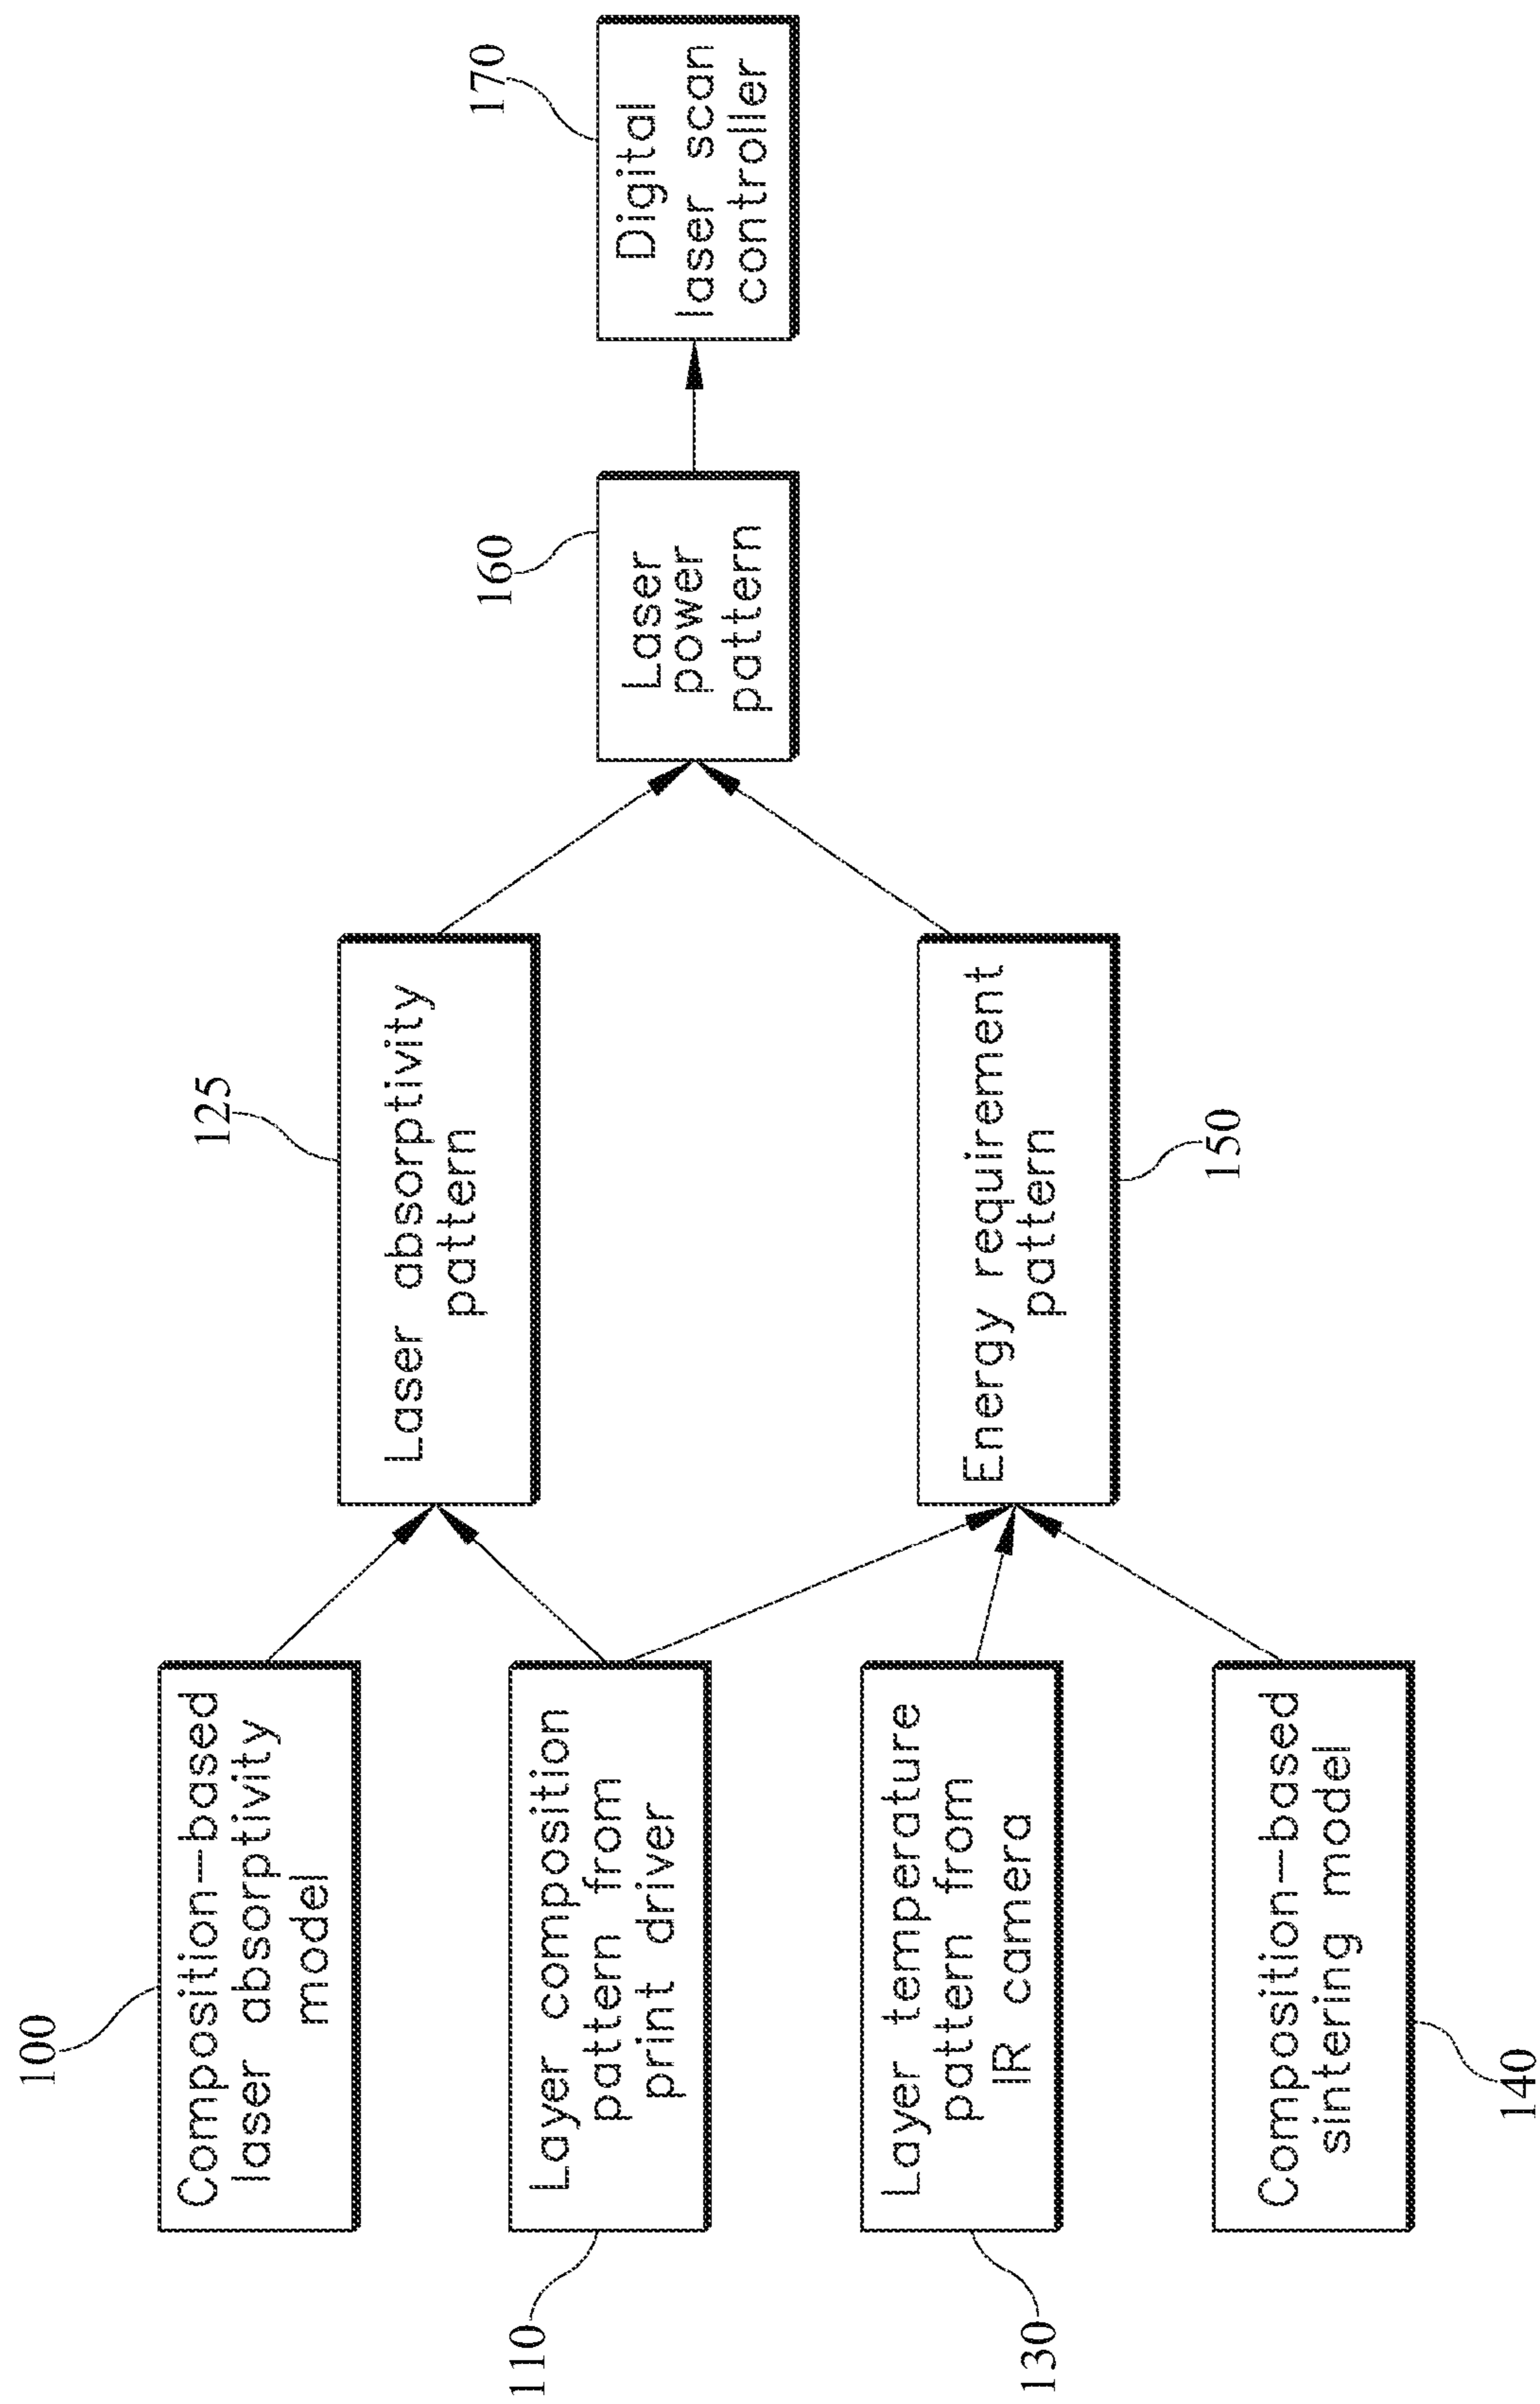 100
Composition-based
laser absorptivity
model
110
Layer composition
pattern from
print driver
130
Layer temperature
pattern from
IR camera
140
Composition-based
sintering model
125
Laser absorptivity
pattern
150
Energy requirement
pattern
160
Laser
power
pattern
170
Digital
laser scan
controller